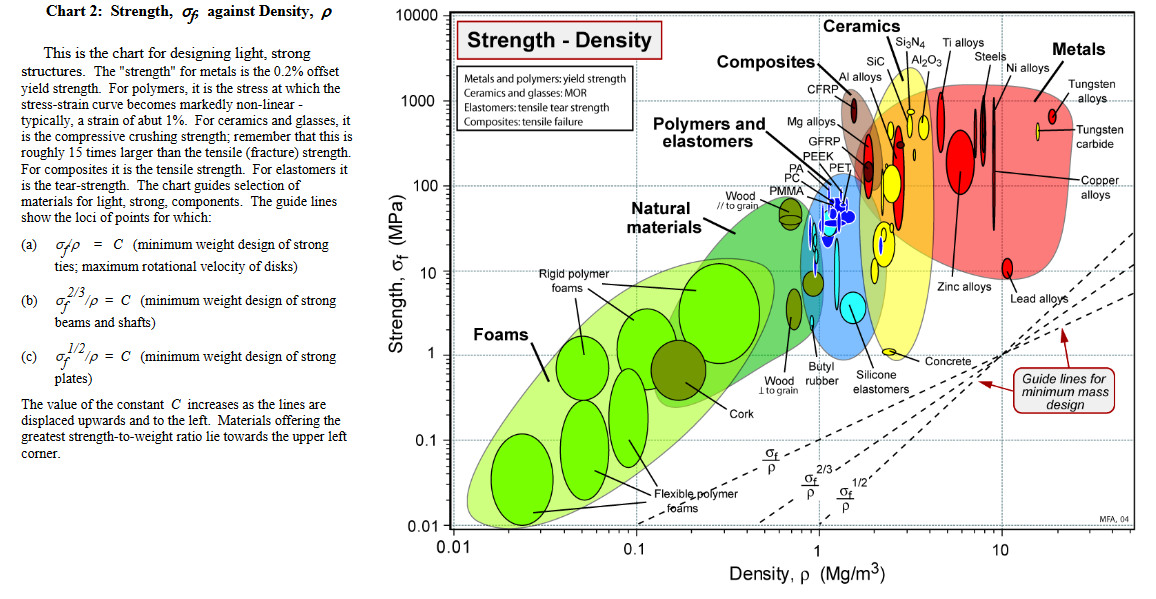 Chart 2: Strength, σf, against Density, ρ
This is the chart for designing light, strong
structures. The "strength" for metals is the 0.2% offset
yield strength. For polymers, it is the stress at which the
stress-strain curve becomes markedly non-linear -
typically, a strain of abut 1%. For ceramics and glasses, it
is the compressive crushing strength; remember that this is
roughly 15 times larger than the tensile (fracture) strength.
For composites it is the tensile strength. For elastomers it
is the tear-strength. The chart guides selection of
materials for light, strong, components. The guide lines
show the loci of points for which:
(a) σf/ρ = C (minimum weight design of strong
ties; maximum rotational velocity of disks)
(b) σf^2/3/ρ = C (minimum weight design of strong
beams and shafts)
(c) σf^1/2/ρ = C (minimum weight design of strong
plates)
The value of the constant C increases as the lines are
displaced upwards and to the left. Materials offering the
greatest strength-to-weight ratio lie towards the upper left
corner.
Strength - Density
Metals and polymers: yield strength
Ceramics and glasses: MOR
Elastomers: tensile tear strength
Composites: tensile failure
Ceramics
Si3N4
Ti alloys
SiC
Al2O3
Steels
Ni alloys
Metals
Composites
Al alloys
CFRP
Tungsten
alloys
Mg alloys
Polymers and
elastomers
GFRP
Tungsten
carbide
PEEK
PA
PET
PC
PMMA
Copper
alloys
Wood
// to grain
Natural
materials
Rigid polymer
foams
Zinc alloys
Lead alloys
Foams
Butyl
rubber
Concrete
Silicone
elastomers
Wood
⊥ to grain
Guide lines for
minimum mass
design
Cork
σf
ρ
σf^2/3
ρ
σf^1/2
ρ
Flexible polymer
foams
MFA, 04
Strength, σf (MPa)
10000
1000
100
10
1
0.1
0.01
0.01
0.1
1
10
Density, ρ (Mg/m³)